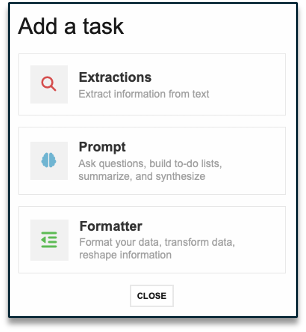 Add a task
Extractions
Extract information from text
Prompt
Ask questions, build to-do lists,
summarize, and synthesize
Formatter
Format your data, transform data,
reshape information
CLOSE